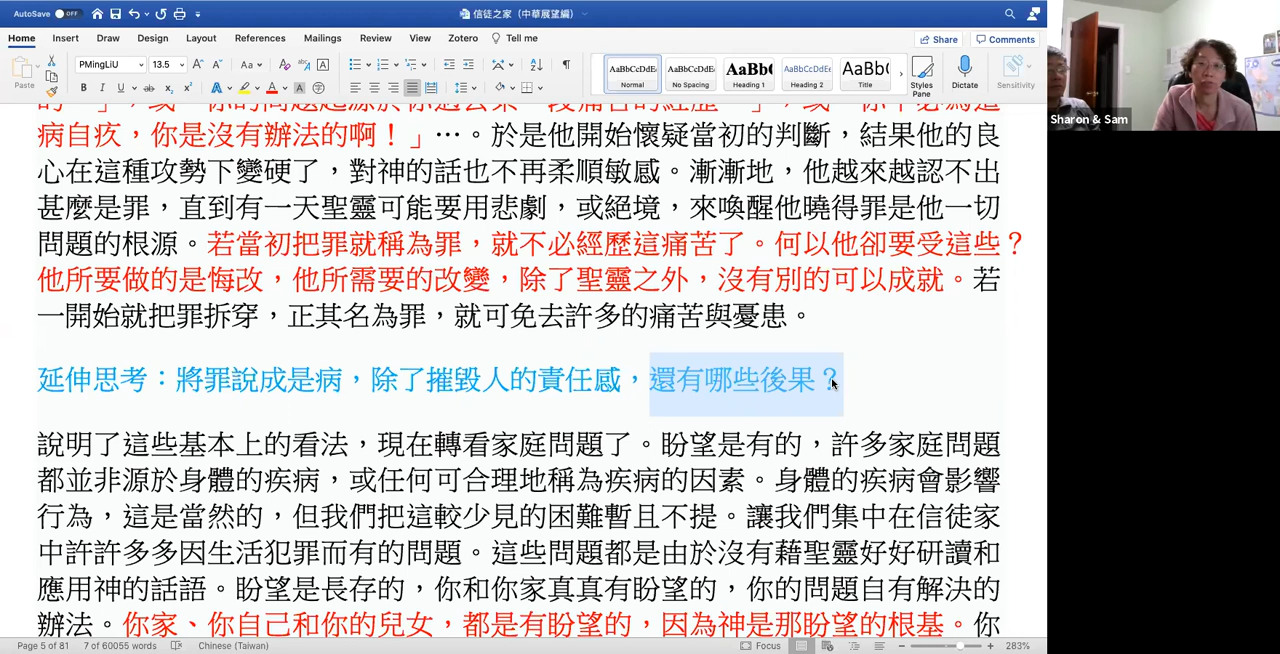 AutoSave OFF 信徒之家（中華展望編）
Home Insert Draw Design Layout References Mailings Review View Zotero Tell me Share Comments
Paste PMingLiU 13.5 Aa AaBbCcDdE Normal AaBbCcDdE No Spacing AaBbC Heading 1 AaBbCcDdE Heading 2 AaBbC Title Styles Pane Dictate Sensitivity
B I U ab x₂ x² A A A
病自疚，你是沒有辦法的啊！」…。於是他開始懷疑當初的判斷，結果他的良
心在這種攻勢下變硬了，對神的話也不再柔順敏感。漸漸地，他越來越認不出
甚麼是罪，直到有一天聖靈可能要用悲劇，或絕境，來喚醒他曉得罪是他一切
問題的根源。若當初把罪就稱為罪，就不必經歷這痛苦了。何以他卻要受這些？
他所要做的是悔改，他所需要的改變，除了聖靈之外，沒有別的可以成就。若
一開始就把罪拆穿，正其名為罪，就可免去許多的痛苦與憂患。
延伸思考：將罪說成是病，除了摧毀人的責任感，還有哪些後果？
說明了這些基本上的看法，現在轉看家庭問題了。盼望是有的，許多家庭問題
都並非源於身體的疾病，或任何可合理地稱為疾病的因素。身體的疾病會影響
行為，這是當然的，但我們把這較少見的困難暫且不提。讓我們集中在信徒家
中許許多多因生活犯罪而有的問題。這些問題都是由於沒有藉聖靈好好研讀和
應用神的話語。盼望是長存的，你和你家真真有盼望的，你的問題自有解決的
辦法。你家、你自己和你的兒女，都是有盼望的，因為神是那盼望的根基。你
Page 5 of 81 7 of 60055 words Chinese (Taiwan) Focus 283%
Sharon & Sam